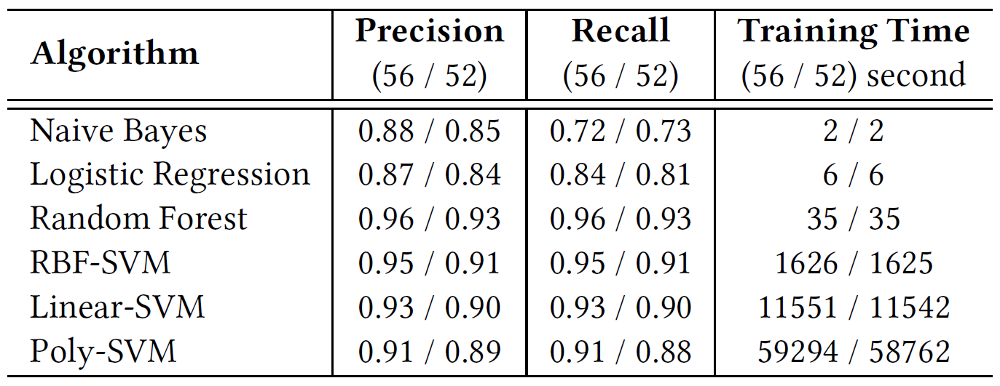 Algorithm Precision Recall Training Time
(56 / 52) (56 / 52) (56 / 52) second
Naive Bayes 0.88 / 0.85 0.72 / 0.73 2 / 2
Logistic Regression 0.87 / 0.84 0.84 / 0.81 6 / 6
Random Forest 0.96 / 0.93 0.96 / 0.93 35 / 35
RBF-SVM 0.95 / 0.91 0.95 / 0.91 1626 / 1625
Linear-SVM 0.93 / 0.90 0.93 / 0.90 11551 / 11542
Poly-SVM 0.91 / 0.89 0.91 / 0.88 59294 / 58762